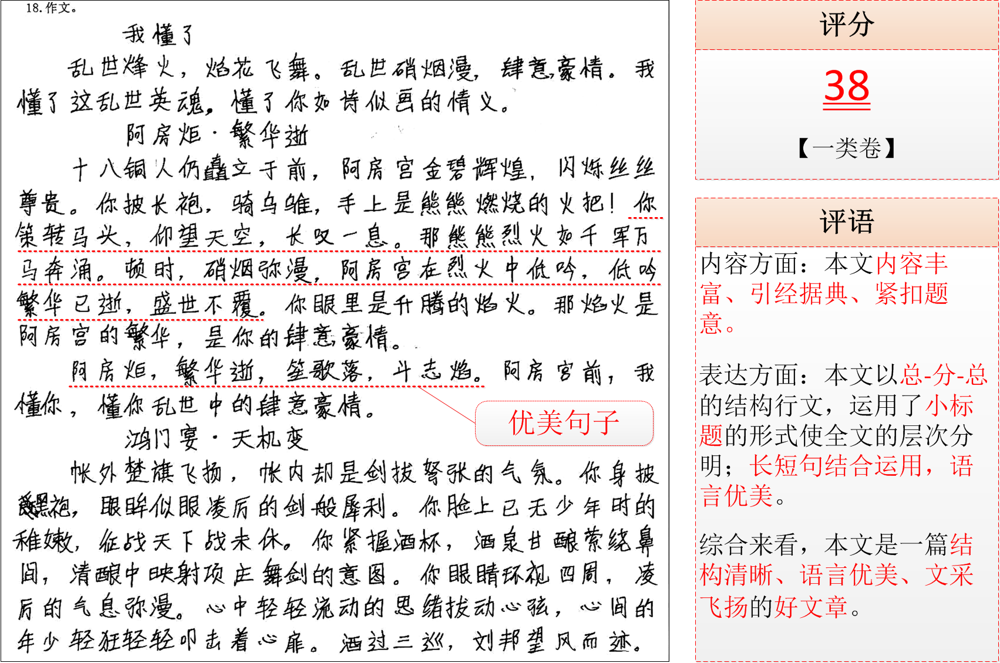 18.作文。
我懂了
乱世烽火，焰花飞舞。乱世硝烟漫，肆意豪情。我
懂了这乱世英魂。懂了你如诗似画的情义。
阿房炬·繁华逝
十八铜人仍矗立于前，阿房宫金碧辉煌，闪烁丝丝
尊贵。你披长袍，骑乌骓，手上是熊熊燃烧的火把！你
策转马头，仰望天空，长叹一息。那熊熊烈火如千军万
马奔涌。顿时，硝烟弥漫，阿房宫在烈火中低吟，低吟
繁华已逝，盛世不覆。你眼里是升腾的焰火。那焰火是
阿房宫的繁华，是你的肆意豪情。
阿房炬，繁华逝，笙歌落，斗志焰。阿房宫前，我
懂你，懂你乱世中的肆意豪情。
鸿门宴·天机变
帐外楚旗飞扬，帐内却是剑拔弩张的气氛。你身披
黑袍，眼眸似眼凌厉的剑般犀利。你脸上已无少年时的
稚嫩，征战天下战未休。你紧握酒杯，酒泉甘酿萦绕鼻
间，清酿中映射项庄舞剑的意图。你眼睛环视四周，凌
厉的气息弥漫。心中轻轻流动的思绪拔动心弦，心间的
年少轻狂轻轻叩击着心扉。酒过三巡，刘邦望风而迹。
优美句子
评分
38
【一类卷】
评语
内容方面：本文内容丰
富、引经据典、紧扣题
意。
表达方面：本文以总-分-总
的结构行文，运用了小标
题的形式使全文的层次分
明；长短句结合运用，语
言优美。
综合来看，本文是一篇结
构清晰、语言优美、文采
飞扬的好文章。